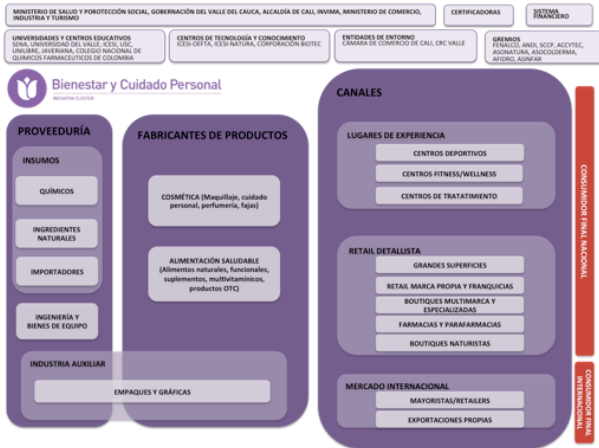 MINISTERIO DE SALUD Y POROTECCIÓN SOCIAL, GOBERNACIÓN DEL VALLE DEL CAUCA, ALCALDÍA DE CALI, INVIMA, MINISTERIO DE COMERCIO,
INDUSTRIA Y TURISMO
CERTIFICADORAS
SISTEMA
FINANCIERO
UNIVERSIDADES Y CENTROS EDUCATIVOS
SENA, UNIVERSIDAD DEL VALLE, ICESI, USC,
UNILIBRE, JAVERIANA, COLEGIO NACIONAL DE
QUIMICOS FARMACEUTICOS DE COLOMBIA
CENTROS DE TECNOLOGÍA Y CONOCIMIENTO
ICESI-DEFTA, ICESI-NATURA, CORPORACIÓN BIOTEC
ENTIDADES DE ENTORNO
CAMARA DE COMERCIO DE CALI, CRC VALLE
GREMIOS
FENALCO, ANDI, SCCP, ACCYTEC,
ASONATURA, ASOCOLDERMA,
AFIDRO, ASINFAR
Bienestar y Cuidado Personal
INICIATIVA CLUSTER
PROVEEDURÍA
INSUMOS
QUÍMICOS
INGREDIENTES
NATURALES
IMPORTADORES
INGENIERÍA Y
BIENES DE EQUIPO
INDUSTRIA AUXILIAR
EMPAQUES Y GRÁFICAS
FABRICANTES DE PRODUCTOS
COSMÉTICA (Maquillaje, cuidado
personal, perfumería, fajas)
ALIMENTACIÓN SALUDABLE
(Alimentos naturales, funcionales,
suplementos, multivitamínicos,
productos OTC)
CANALES
LUGARES DE EXPERIENCIA
CENTROS DEPORTIVOS
CENTROS FITNESS/WELLNESS
CENTROS DE TRATATIMIENTO
RETAIL DETALLISTA
GRANDES SUPERFICIES
RETAIL MARCA PROPIA Y FRANQUICIAS
BOUTIQUES MULTIMARCA Y
ESPECIALIZADAS
FARMACIAS Y PARAFARMACIAS
BOUTIQUES NATURISTAS
MERCADO INTERNACIONAL
MAYORISTAS/RETAILERS
EXPORTACIONES PROPIAS
CONSUMIDOR FINAL NACIONAL
CONSUMIDOR FINAL
INTERNACIONAL